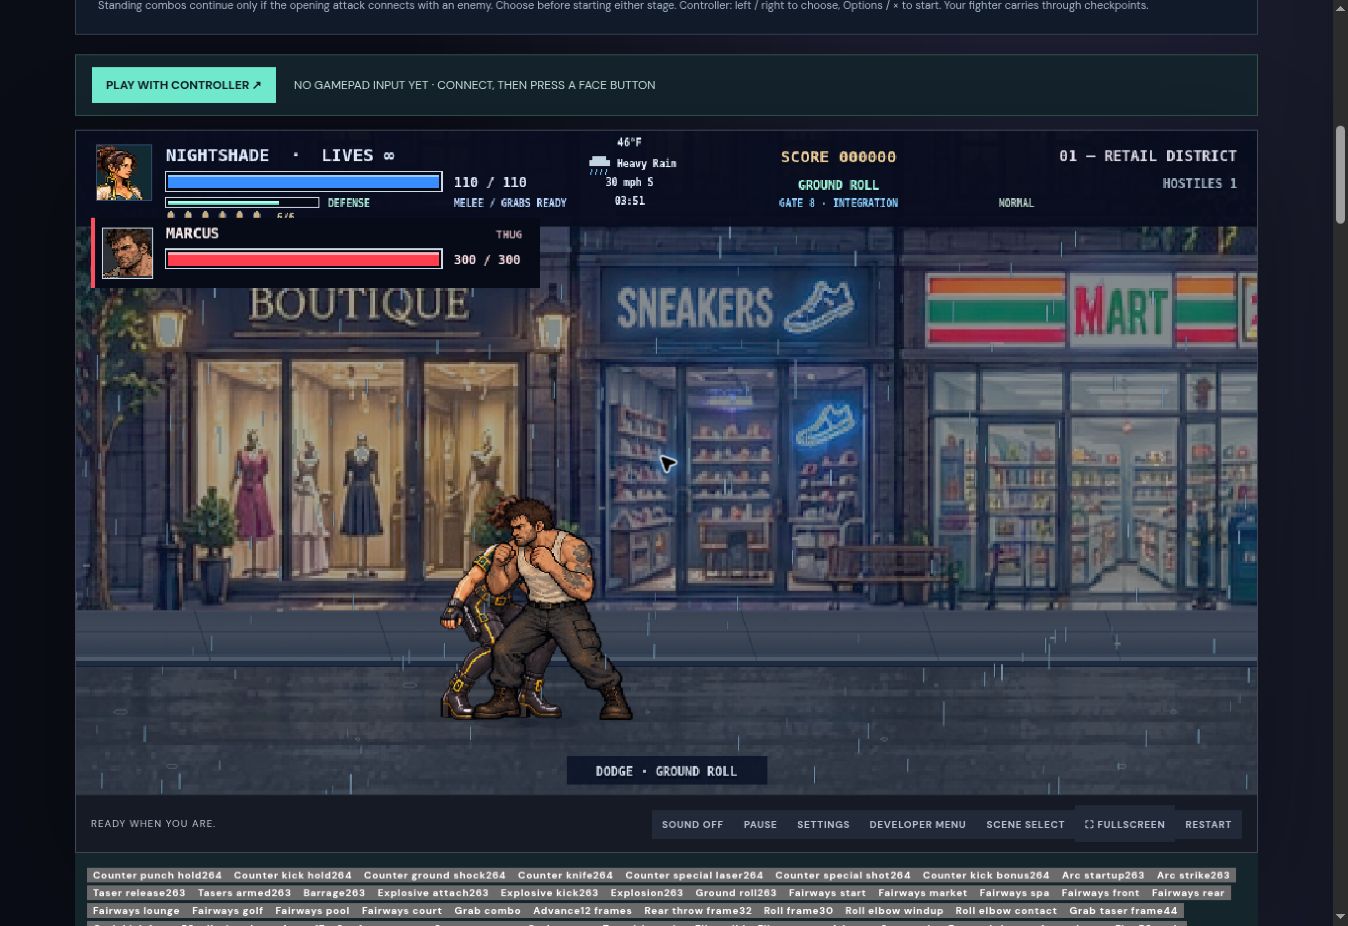 Standing combos continue only if the opening attack connects with an enemy. Choose before starting either stage. Controller: left / right to choose, Options / × to start. Your fighter carries through checkpoints.
PLAY WITH CONTROLLER ↗ NO GAMEPAD INPUT YET · CONNECT, THEN PRESS A FACE BUTTON
NIGHTSHADE · LIVES ∞
110 / 110
DEFENSE MELEE / GRABS READY
6/6
46°F
Heavy Rain
30 mph S
03:51
SCORE 000000
GROUND ROLL
GATE 8 · INTEGRATION
NORMAL
01 — RETAIL DISTRICT
HOSTILES 1
MARCUS THUG
300 / 300
BOUTIQUE
SNEAKERS
MART
DODGE · GROUND ROLL
READY WHEN YOU ARE.
SOUND OFF PAUSE SETTINGS DEVELOPER MENU SCENE SELECT ⛶ FULLSCREEN RESTART
Counter punch hold264 Counter kick hold264 Counter ground shock264 Counter knife264 Counter special laser264 Counter special shot264 Counter kick bonus264 Arc startup263 Arc strike263
Taser release263 Tasers armed263 Barrage263 Explosive attach263 Explosive kick263 Explosion263 Ground roll263 Fairways start Fairways market Fairways spa Fairways front Fairways rear
Fairways lounge Fairways golf Fairways pool Fairways court Grab combo Advance12 frames Rear throw frame32 Roll frame30 Roll elbow windup Roll elbow contact Grab taser frame44